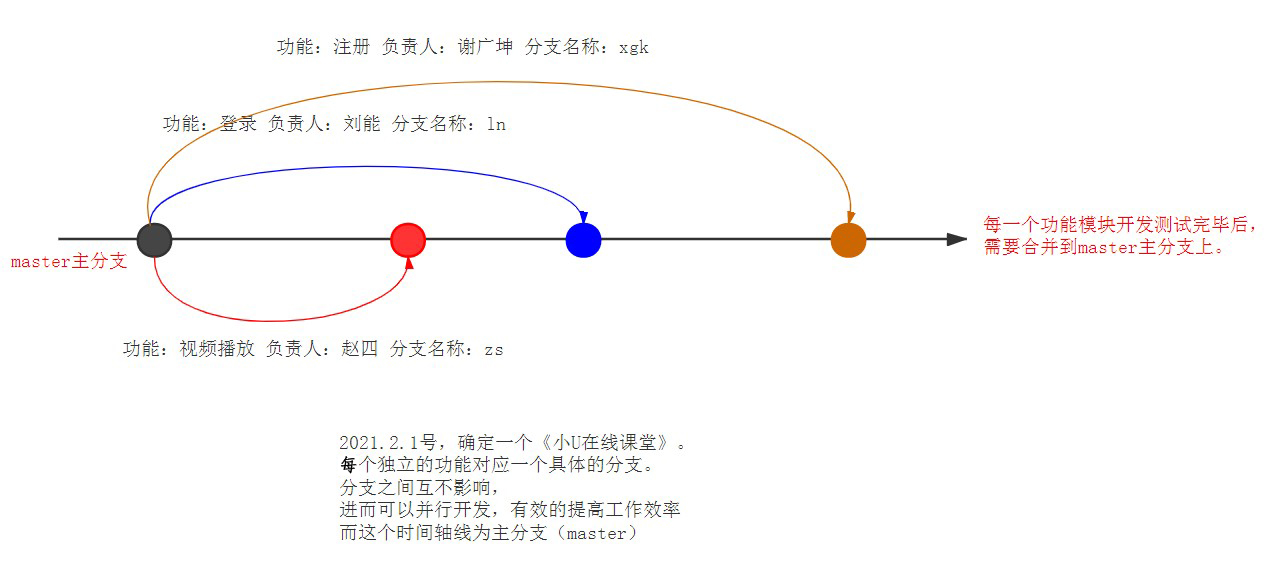 功能: 注册 负责人: 谢广坤 分支名称: xgk
功能: 登录 负责人: 刘能 分支名称: ln
每一个功能模块开发测试完毕后，
需要合并到master主分支上。
master主分支
功能: 视频播放 负责人: 赵四 分支名称: zs
2021.2.1号，确定一个《小U在线课堂》。
每个独立的功能对应一个具体的分支。
分支之间互不影响，
进而可以并行开发，有效的提高工作效率
而这个时间轴线为主分支（master）